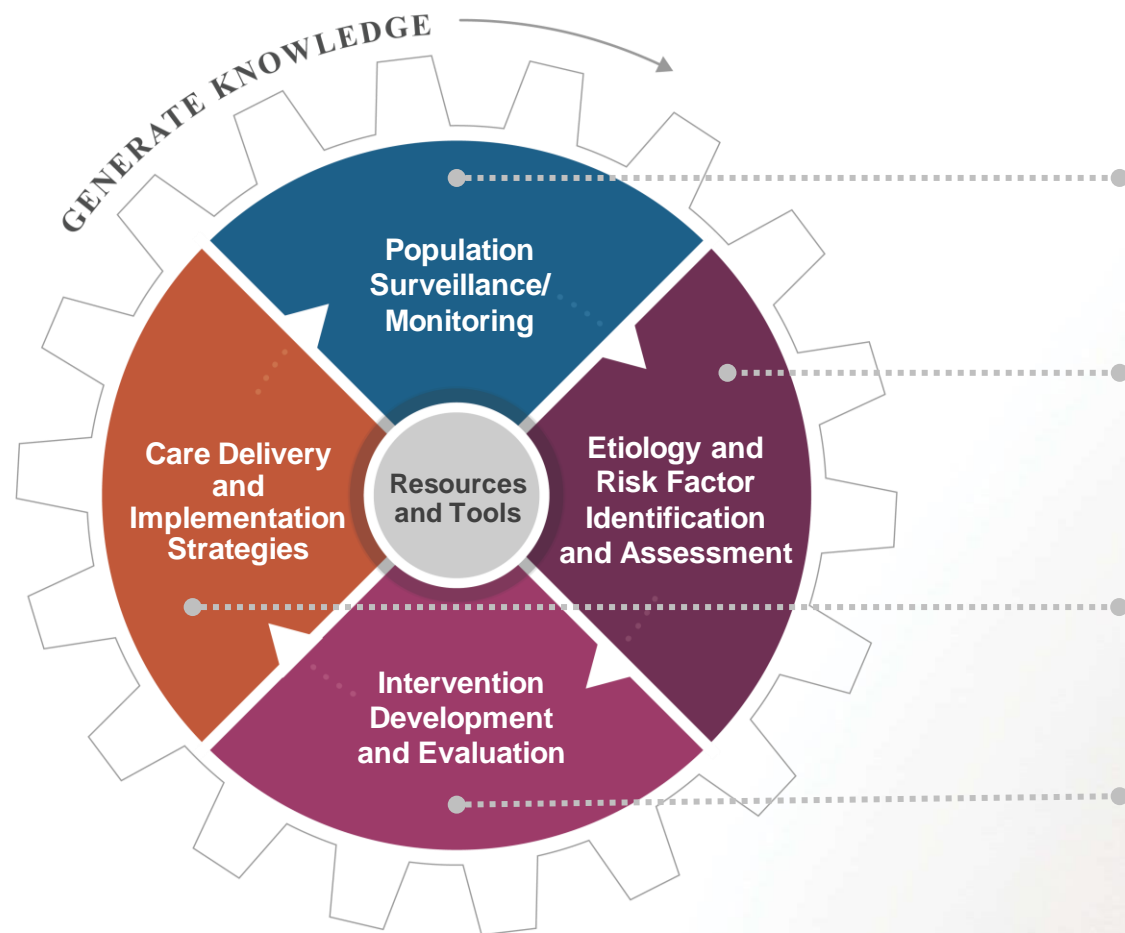 GENERATE KNOWLEDGE
Population
Surveillance/
Monitoring
Etiology and
Risk Factor
Identification
and Assessment
Care Delivery
and
Implementation
Strategies
Resources
and Tools
Intervention
Development
and Evaluation